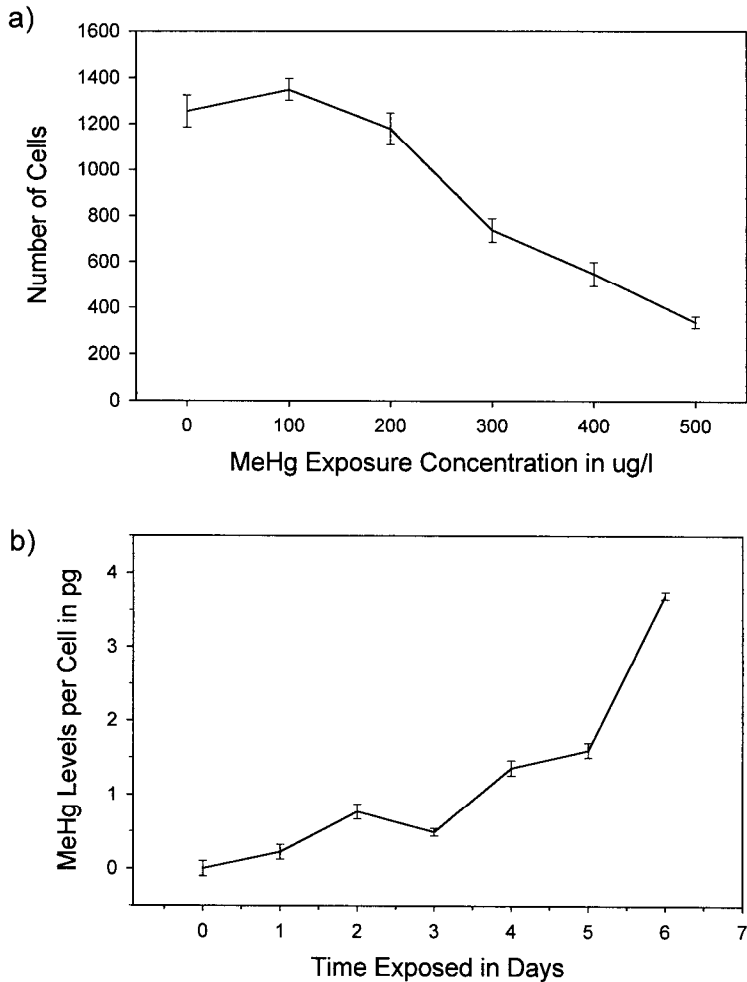 a)
1600
1400
1200
1000
800
600
400
200
0
Number of Cells
0 100 200 300 400 500
MeHg Exposure Concentration in ug/l
b)
4
3
2
1
0
MeHg Levels per Cell in pg
0 1 2 3 4 5 6 7
Time Exposed in Days